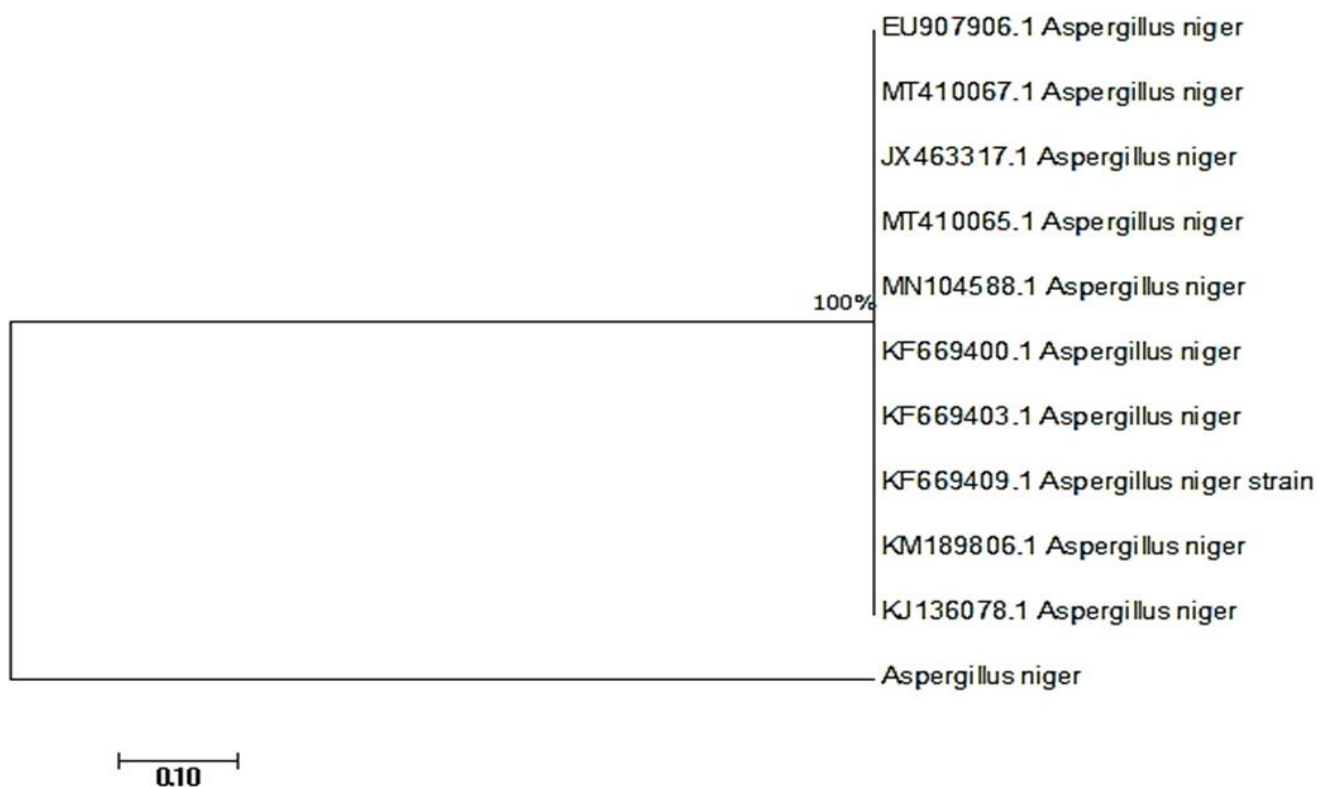 EU907906.1 Aspergillus niger
MT410067.1 Aspergillus niger
JX463317.1 Aspergillus niger
MT410065.1 Aspergillus niger
MN104588.1 Aspergillus niger
100%
KF669400.1 Aspergillus niger
KF669403.1 Aspergillus niger
KF669409.1 Aspergillus niger strain
KM189806.1 Aspergillus niger
KJ136078.1 Aspergillus niger
Aspergillus niger
0.10